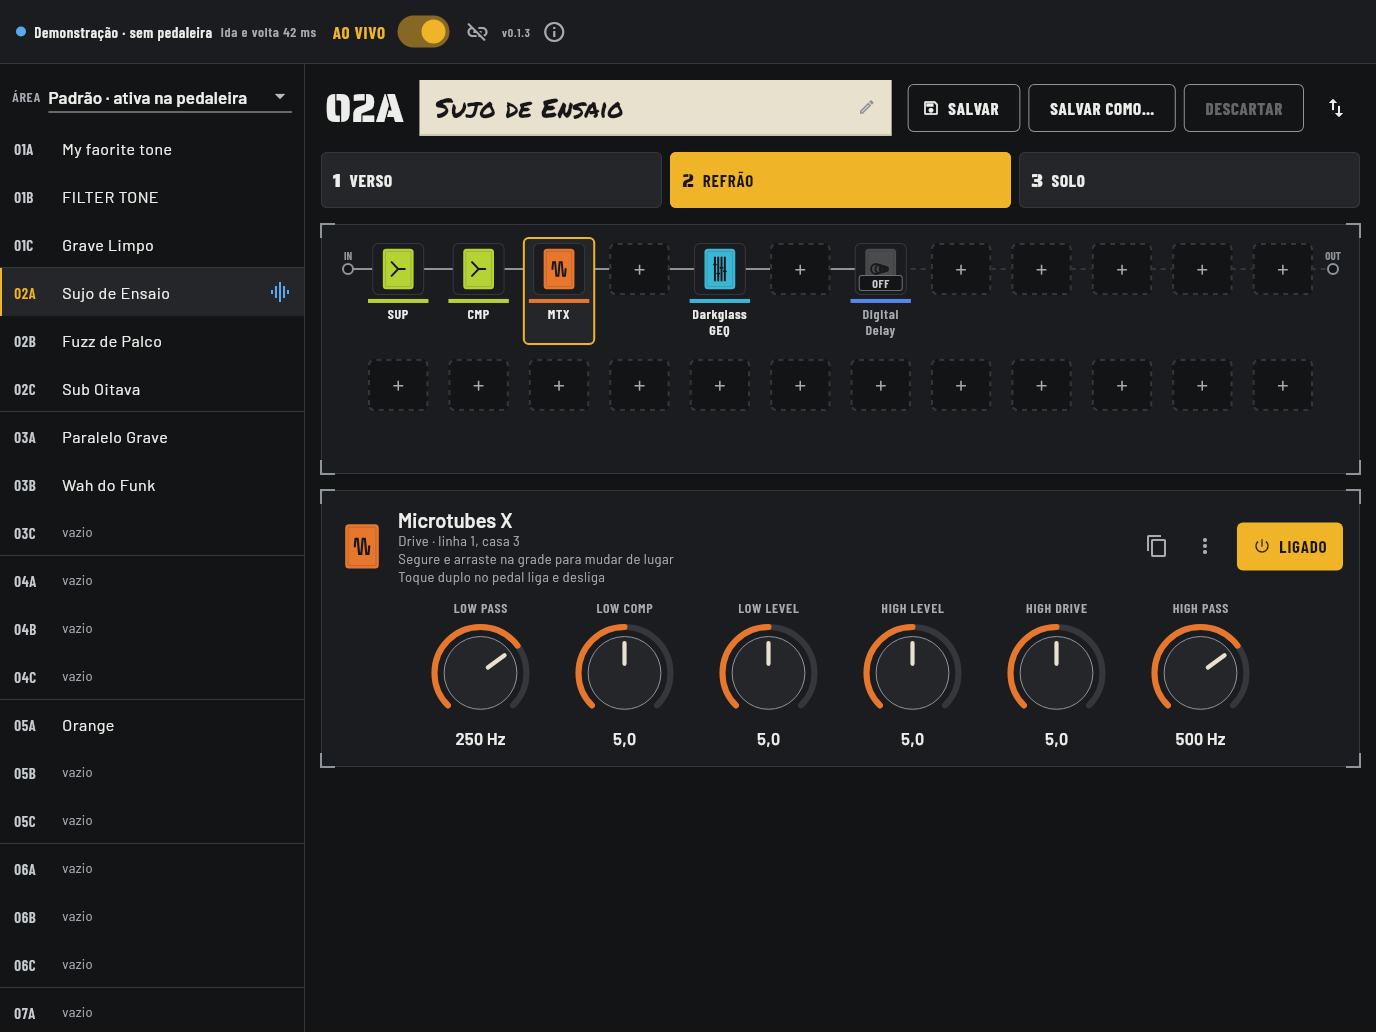 Demonstração · sem pedaleira Ida e volta 42 ms AO VIVO v0.1.3
ÁREA Padrão · ativa na pedaleira
01A My faorite tone
01B FILTER TONE
01C Grave Limpo
02A Sujo de Ensaio
02B Fuzz de Palco
02C Sub Oitava
03A Paralelo Grave
03B Wah do Funk
03C vazio
04A vazio
04B vazio
04C vazio
05A Orange
05B vazio
05C vazio
06A vazio
06B vazio
06C vazio
07A vazio
02A Sujo de Ensaio SALVAR SALVAR COMO... DESCARTAR
1 VERSO 2 REFRÃO 3 SOLO
IN OUT
+ + + + + + + +
OFF
SUP CMP MTX Darkglass GEQ Digital Delay
+ + + + + + + + + + + +
Microtubes X
Drive · linha 1, casa 3
Segure e arraste na grade para mudar de lugar
Toque duplo no pedal liga e desliga
LIGADO
LOW PASS LOW COMP LOW LEVEL HIGH LEVEL HIGH DRIVE HIGH PASS
250 Hz 5,0 5,0 5,0 5,0 500 Hz